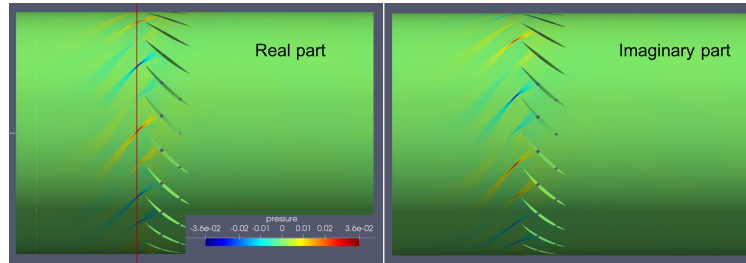 Real part
Imaginary part
pressure
-3.6e-02 -0.02 -0.01 0 0.01 0.02 3.6e-02